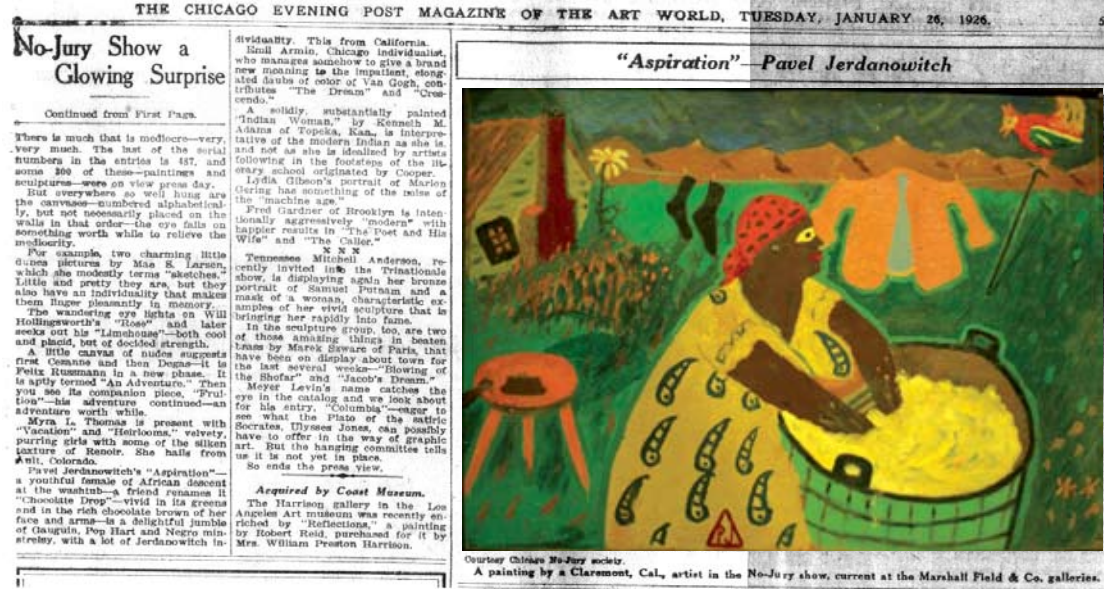 THE CHICAGO EVENING POST MAGAZINE OF THE ART WORLD, TUESDAY, JANUARY 26, 1926.
5
No-Jury Show a
Glowing Surprise
Continued from First Page.
There is much that is mediocre—very,
very much. The last of the serial
numbers in the entries is 487, and
some 300 of these—paintings and
sculptures—were on view press day.
But everywhere so well hung are
the canvases—numbered alphabetical-
ly, but not necessarily placed on the
walls in that order—the eye falls on
something worth while to relieve the
mediocrity.
For example, two charming little
dunes pictures by Mae S. Larsen,
which she modestly terms "sketches."
Little and pretty they are, but they
also have an individuality that makes
them linger pleasantly in memory.
The wandering eye lights on Will
Hollingsworth's "Rose" and later
seeks out his "Limehouse"—both cool
and placid, but of decided strength.
A little canvas of nudes suggests
first Cezanne and then Degas—it is
Felix Russmann in a new phase. It
is aptly termed "An Adventure." Then
you see its companion piece, "Frui-
tion"—his adventure continued—an
adventure worth while.
Myra L. Thomas is present with
"Vacation" and "Heirlooms," velvety,
purring girls with some of the silken
texture of Renoir. She hails from
Ault, Colorado.
Pavel Jerdanowitch's "Aspiration"—
a youthful female of African descent
at the washtub—a friend renames it
"Chocolate Drop"—vivid in its greens
and in the rich chocolate brown of her
face and arms—is a delightful jumble
of Gauguin, Pop Hart and Negro min-
strelsy, with a lot of Jerdanowitch in-
dividuality. This from California.
Emil Armin, Chicago individualist,
who manages somehow to give a brand
new meaning to the impatient, elong-
ated daubs of color of Van Gogh, con-
tributes "The Dream" and "Cres-
cendo."
A solidly, substantially painted
"Indian Woman," by Kenneth M.
Adams of Topeka, Kan., is interpre-
tative of the modern Indian as she is,
and not as she is idealized by artists
following in the footsteps of the lit-
erary school originated by Cooper.
Lydia Gibson's portrait of Marion
Gering has something of the noise of
the "machine age."
Fred Gardner of Brooklyn is inten-
tionally aggressively "modern" with
happier results in "The Poet and His
Wife" and "The Caller."
x x x
Tennessee Mitchell Anderson, re-
cently invited into the Trinationale
show, is displaying again her bronze
portrait of Samuel Putnam and a
mask of a woman, characteristic ex-
amples of her vivid sculpture that is
bringing her rapidly into fame.
In the sculpture group, too, are two
of those amazing things in beaten
brass by Marek Szwarc of Paris, that
have been on display about town for
the last several weeks—"Blowing of
the Shofar" and "Jacob's Dream."
Meyer Levin's name catches the
eye in the catalog and we look about
for his entry, "Columbia"—eager to
see what the Plato of the satiric
Socrates, Ulysses Jones, can possibly
have to offer in the way of graphic
art. But the hanging committee tells
us it is not yet in place.
So ends the press view.
Acquired by Coast Museum.
The Harrison gallery in the Los
Angeles Art museum was recently en-
riched by "Reflections," a painting
by Robert Reid, purchased for it by
Mrs. William Preston Harrison.
"Aspiration"—Pavel Jerdanowitch
Courtesy Chicago No-Jury society.
A painting by a Claremont, Cal., artist in the No-Jury show, current at the Marshall Field & Co. galleries.